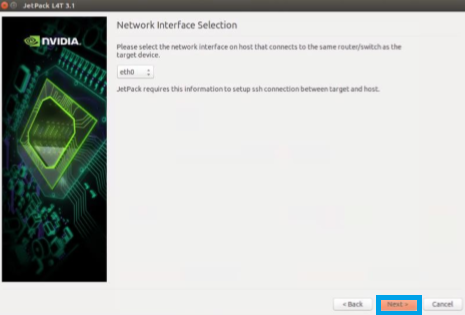 JetPack L4T 3.1
NVIDIA.
Network Interface Selection
Please select the network interface on host that connects to the same router/switch as the
target device.
eth0
JetPack requires this information to setup ssh connection between target and host.
< Back
Next >
Cancel